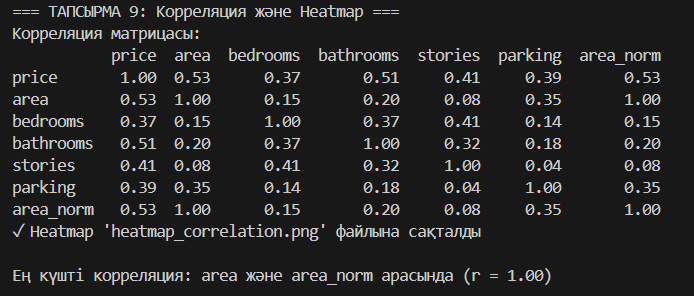 === ТАПСЫРМА 9: Корреляция және Heatmap ===
Корреляция матрицасы:
           price  area  bedrooms  bathrooms  stories  parking  area_norm
price       1.00  0.53      0.37       0.51     0.41     0.39       0.53
area        0.53  1.00      0.15       0.20     0.08     0.35       1.00
bedrooms    0.37  0.15      1.00       0.37     0.41     0.14       0.15
bathrooms   0.51  0.20      0.37       1.00     0.32     0.18       0.20
stories     0.41  0.08      0.41       0.32     1.00     0.04       0.08
parking     0.39  0.35      0.14       0.18     0.04     1.00       0.35
area_norm   0.53  1.00      0.15       0.20     0.08     0.35       1.00
✓ Heatmap 'heatmap_correlation.png' файлына сақталды
Ең күшті корреляция: area және area_norm арасында (r = 1.00)